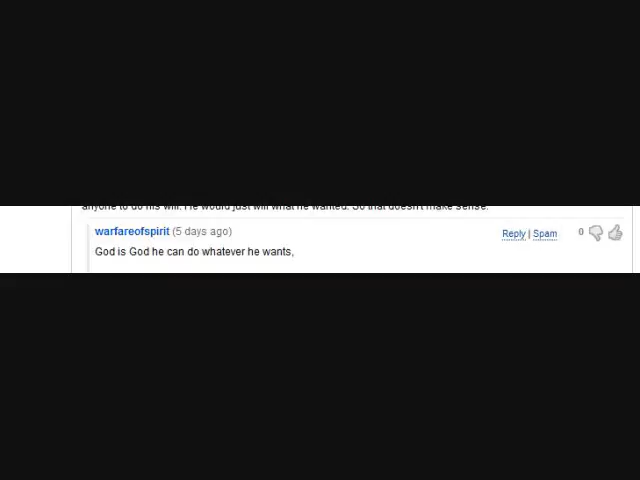 anyone to do his will. He would just will what he wanted. So that doesn't make sense.
warfareofspirit (5 days ago) Reply | Spam 0
God is God he can do whatever he wants,